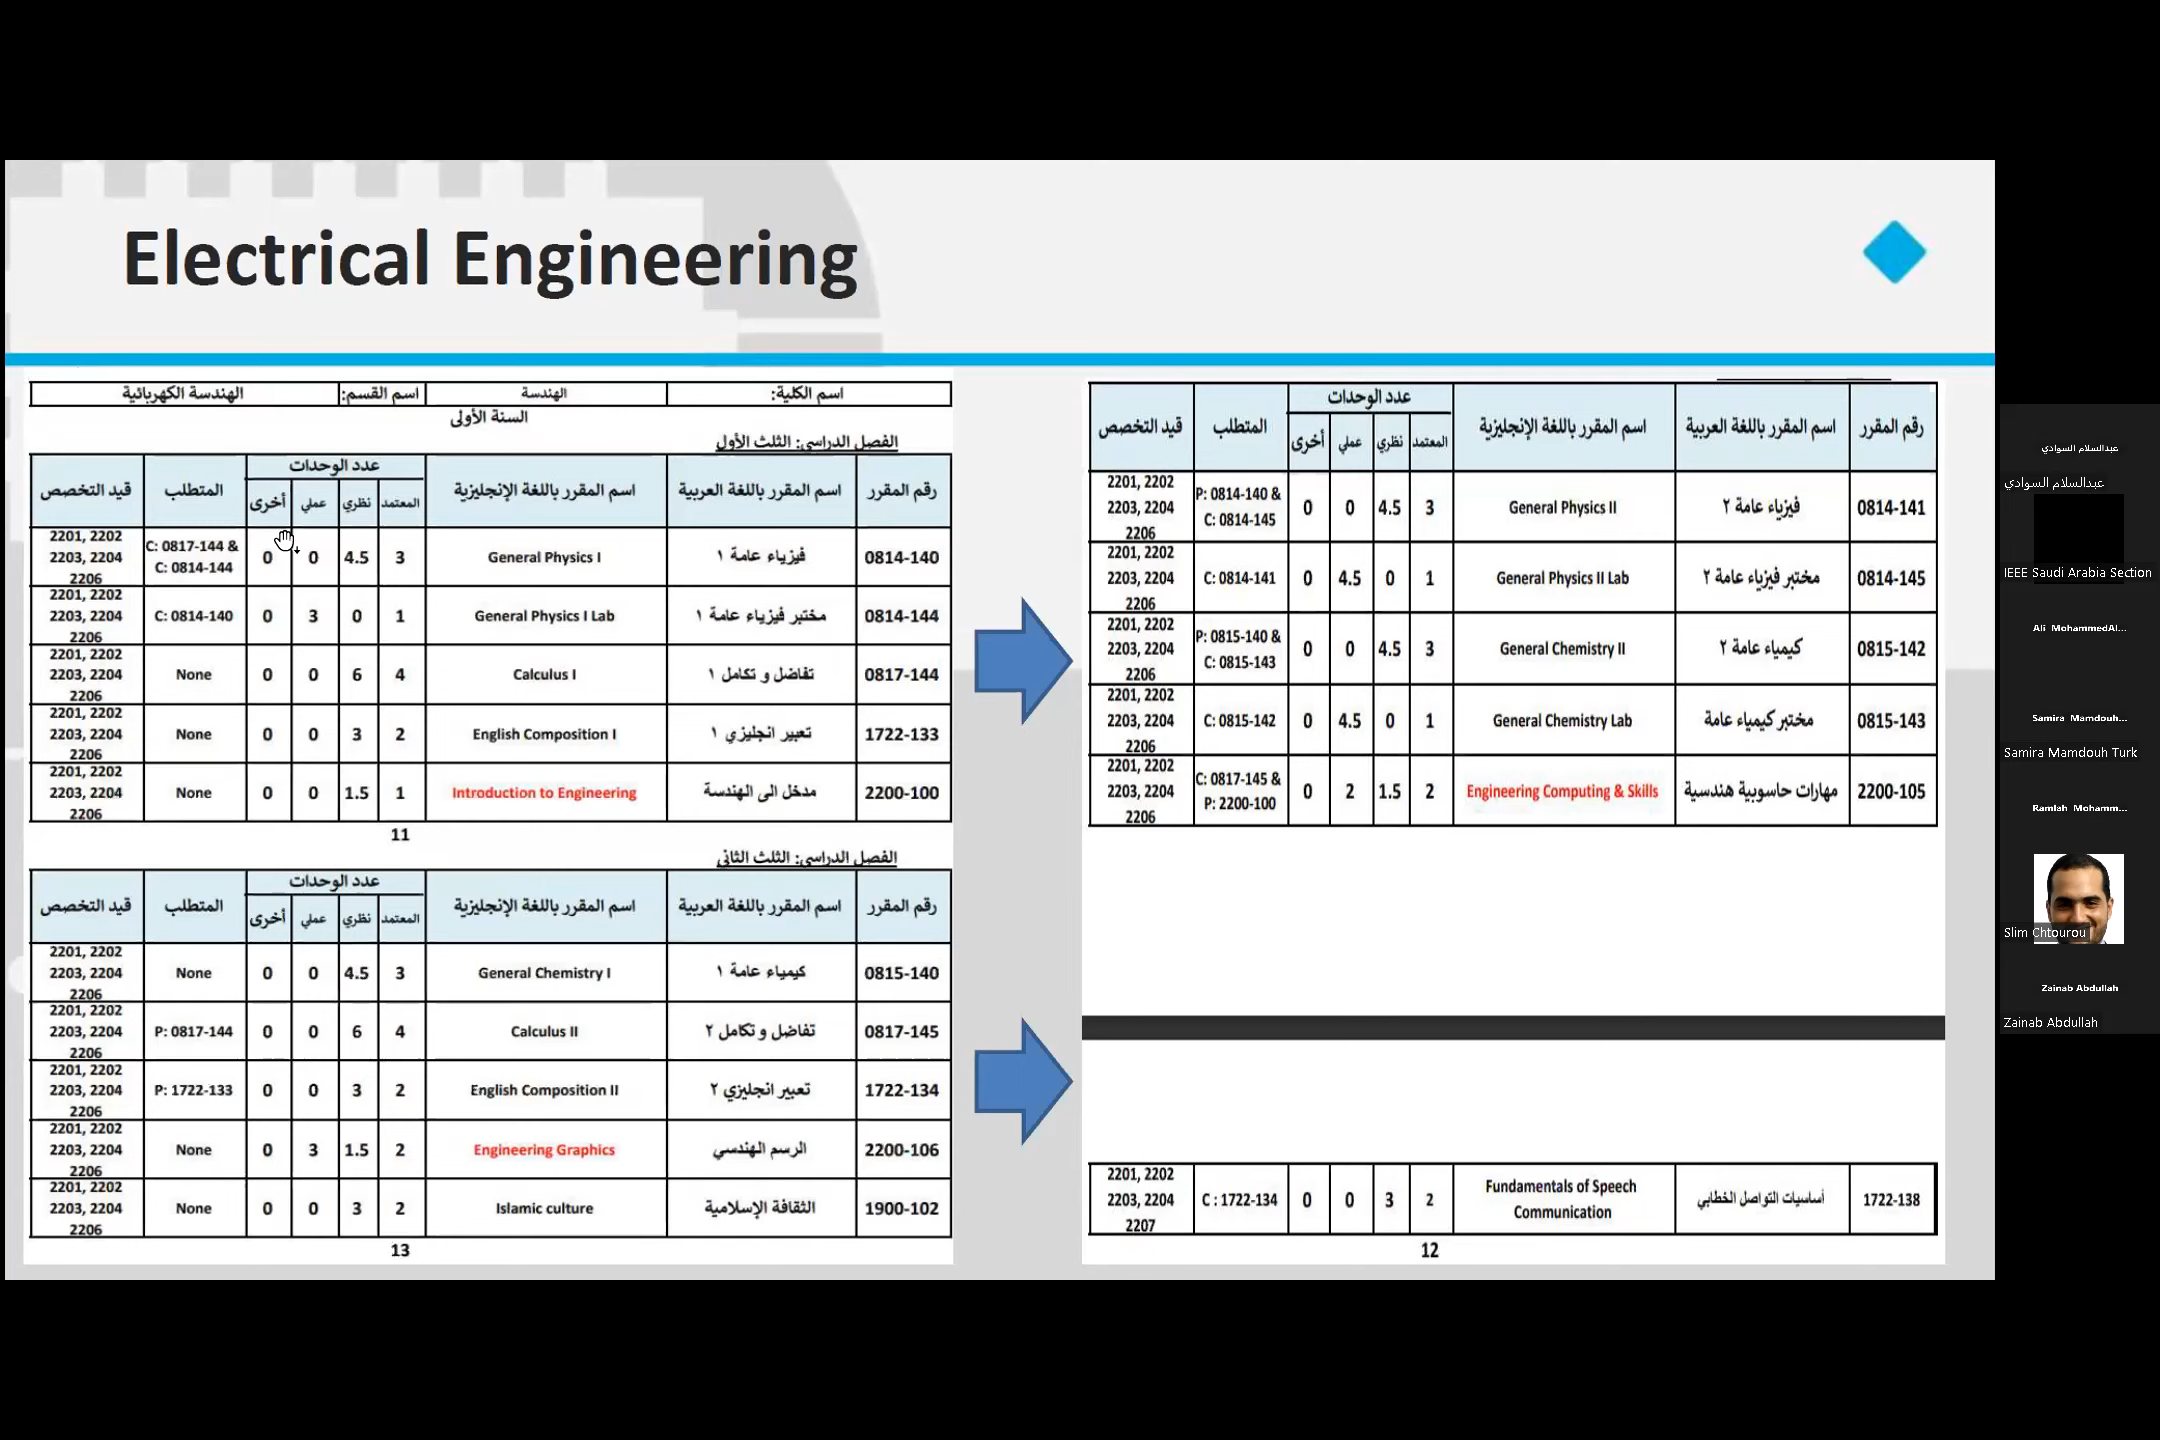 Electrical Engineering
اسم الكلية: الهندسة اسم القسم: الهندسة الكهربائية
السنة الأولى
الفصل الدراسي: الثلث الأول
رقم المقرر اسم المقرر باللغة العربية اسم المقرر باللغة الإنجليزية عدد الوحدات المتطلب قيد التخصص
المعتمد نظري عملي أخرى
0814-140 فيزياء عامة ١ General Physics I 3 4.5 0 0 C: 0817-144 & C: 0814-144 2201, 2202 2203, 2204 2206
0814-144 مختبر فيزياء عامة ١ General Physics I Lab 1 0 3 0 C: 0814-140 2201, 2202 2203, 2204 2206
0817-144 تفاضل و تكامل ١ Calculus I 4 6 0 0 None 2201, 2202 2203, 2204 2206
1722-133 تعبير انجليزي ١ English Composition I 2 3 0 0 None 2201, 2202 2203, 2204 2206
2200-100 مدخل الى الهندسة Introduction to Engineering 1 1.5 0 0 None 2201, 2202 2203, 2204 2206
11
الفصل الدراسي: الثلث الثاني
رقم المقرر اسم المقرر باللغة العربية اسم المقرر باللغة الإنجليزية عدد الوحدات المتطلب قيد التخصص
المعتمد نظري عملي أخرى
0815-140 كيمياء عامة ١ General Chemistry I 3 4.5 0 0 None 2201, 2202 2203, 2204 2206
0817-145 تفاضل و تكامل ٢ Calculus II 4 6 0 0 P: 0817-144 2201, 2202 2203, 2204 2206
1722-134 تعبير انجليزي ٢ English Composition II 2 3 0 0 P: 1722-133 2201, 2202 2203, 2204 2206
2200-106 الرسم الهندسي Engineering Graphics 2 1.5 3 0 None 2201, 2202 2203, 2204 2206
1900-102 الثقافة الإسلامية Islamic culture 2 3 0 0 None 2201, 2202 2203, 2204 2206
13
رقم المقرر اسم المقرر باللغة العربية اسم المقرر باللغة الإنجليزية عدد الوحدات المتطلب قيد التخصص
المعتمد نظري عملي أخرى
0814-141 فيزياء عامة ٢ General Physics II 3 4.5 0 0 P: 0814-140 & C: 0814-145 2201, 2202 2203, 2204 2206
0814-145 مختبر فيزياء عامة ٢ General Physics II Lab 1 0 4.5 0 C: 0814-141 2201, 2202 2203, 2204 2206
0815-142 كيمياء عامة ٢ General Chemistry II 3 4.5 0 0 P: 0815-140 & C: 0815-143 2201, 2202 2203, 2204 2206
0815-143 مختبر كيمياء عامة General Chemistry Lab 1 0 4.5 0 C: 0815-142 2201, 2202 2203, 2204 2206
2200-105 مهارات حاسوبية هندسية Engineering Computing & Skills 2 1.5 2 0 C: 0817-145 & P: 2200-100 2201, 2202 2203, 2204 2206
1722-138 أساسيات التواصل الخطابي Fundamentals of Speech Communication 2 3 0 0 C : 1722-134 2201, 2202 2203, 2204 2207
12
عبدالسلام السوادي
عبدالسلام السوادي
IEEE Saudi Arabia Section
Ali MohammedAl...
Samira Mamdouh...
Samira Mamdouh Turk
Ramlah Mohamm...
Slim Chtourou
Zainab Abdullah
Zainab Abdullah